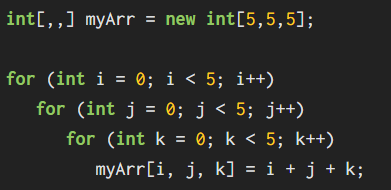 int[,,] myArr = new int[5,5,5];
for (int i = 0; i < 5; i++)
for (int j = 0; j < 5; j++)
for (int k = 0; k < 5; k++)
myArr[i, j, k] = i + j + k;